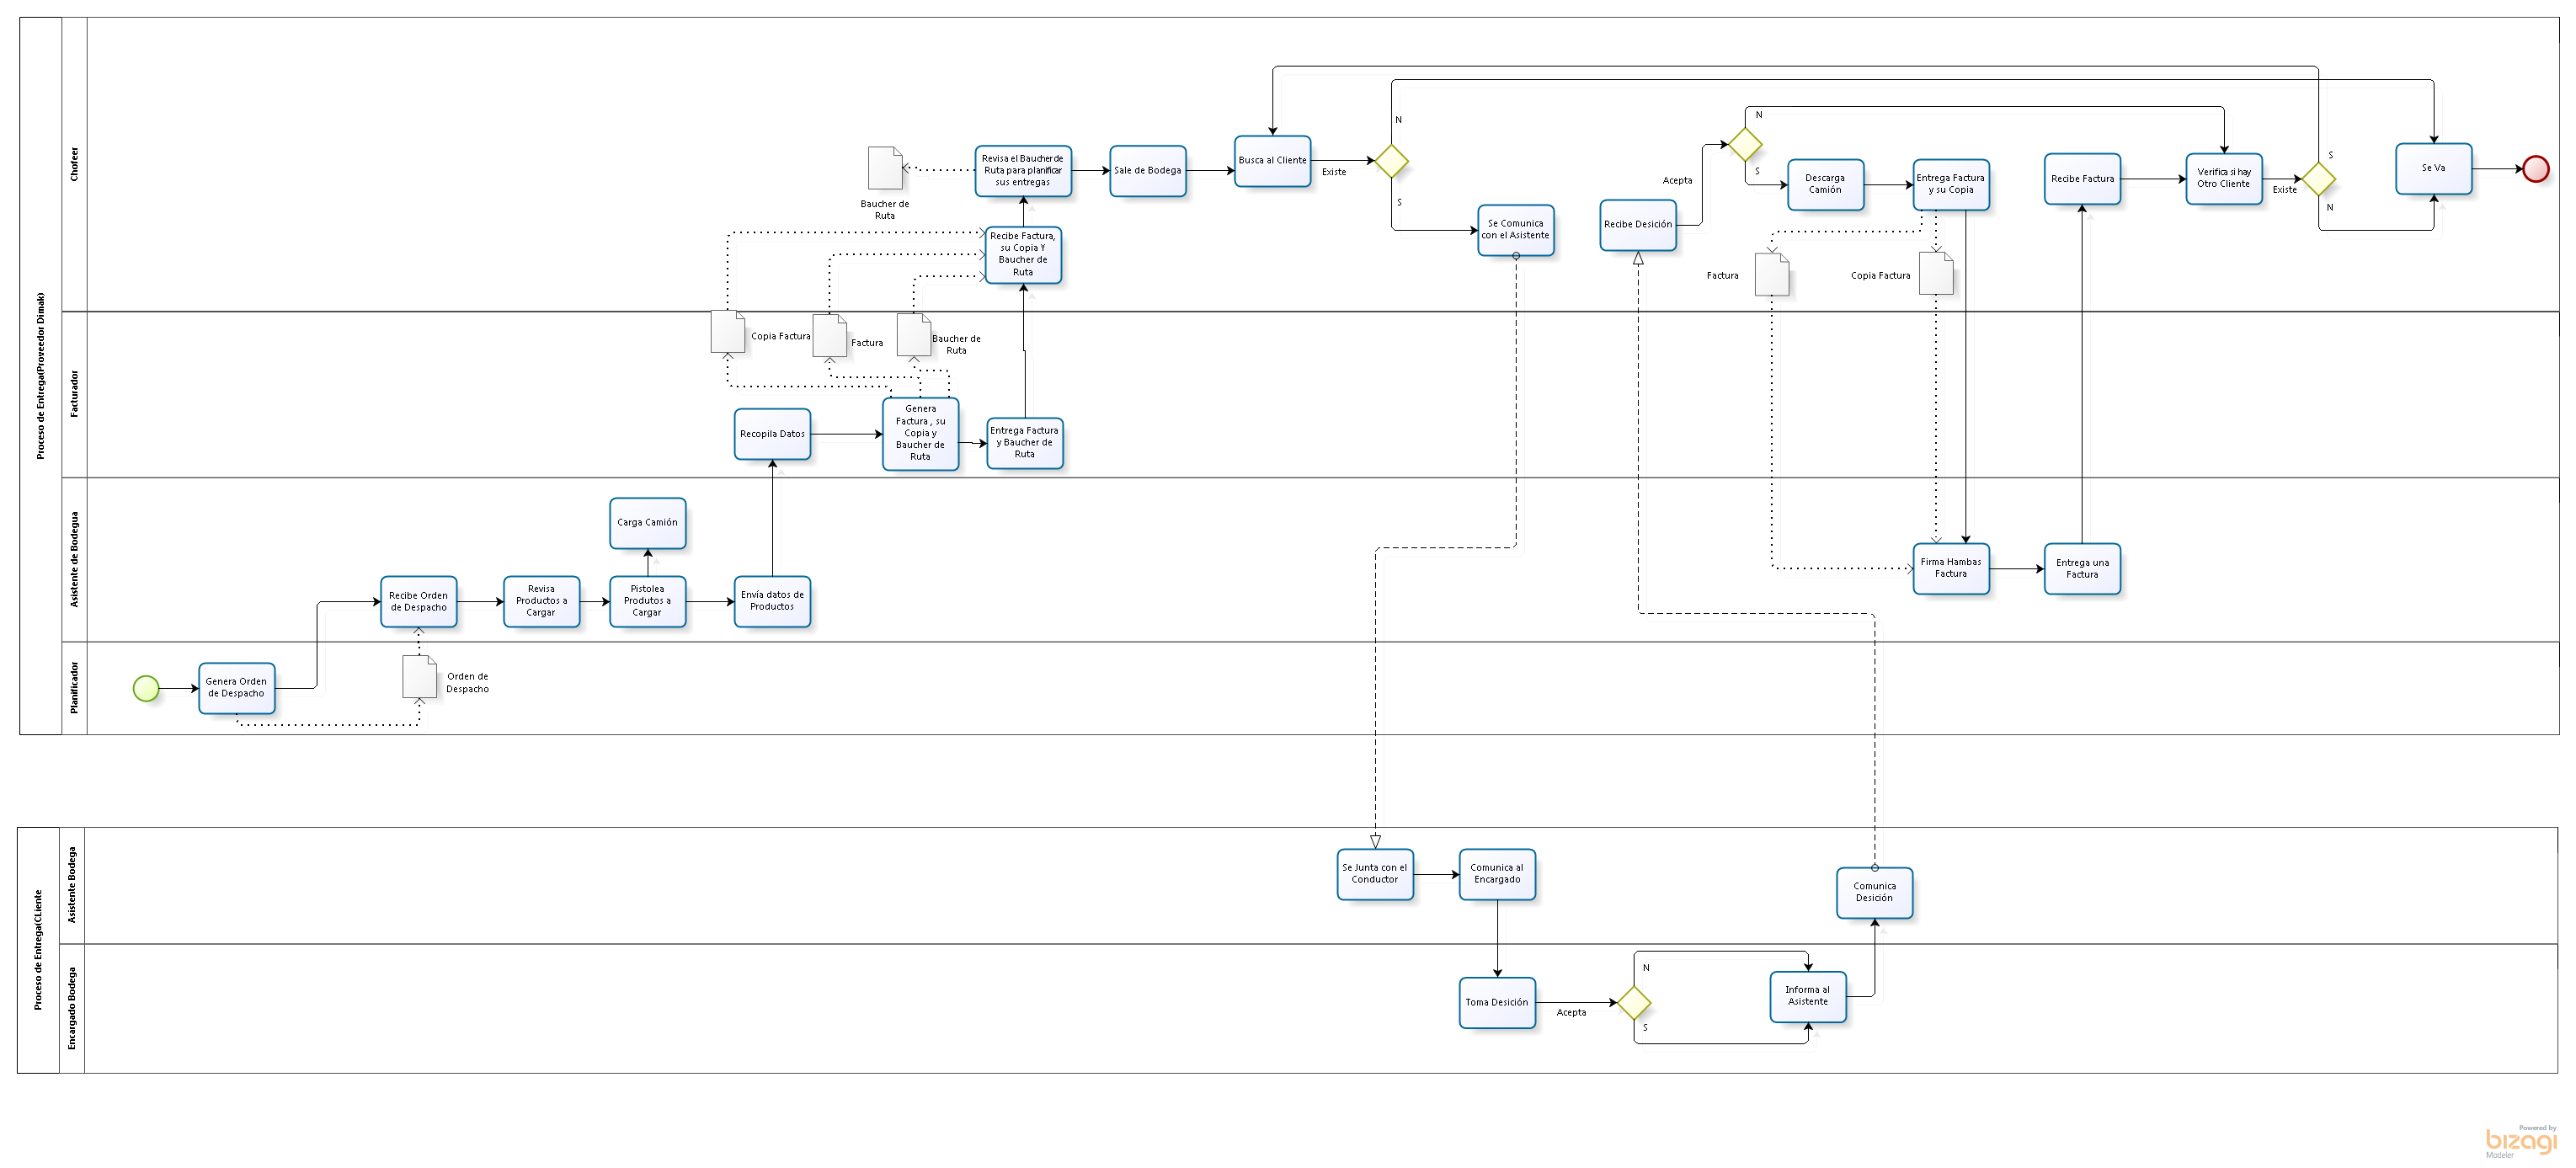 Proceso de Entrega(Proveedor Dimak)
Chofeer
Baucher de
Ruta
Revisa el Baucher de
Ruta para planificar
sus entregas
Sale de Bodega
Busca al Cliente
Existe
N
S
Se Comunica
con el Asistente
Recibe Desición
Acepta
N
S
Descarga
Camión
Entrega Factura
y su Copia
Recibe Factura
Verifica si hay
Otro Cliente
Existe
S
N
Se Va
Recibe Factura,
su Copia Y
Baucher de
Ruta
Factura
Copia Factura
Facturador
Copia Factura
Factura
Baucher de
Ruta
Recopila Datos
Genera
Factura , su
Copia y
Baucher de
Ruta
Entrega Factura
y Baucher de
Ruta
Asistente de Bodegua
Carga Camión
Recibe Orden
de Despacho
Revisa
Productos a
Cargar
Pistolea
Produtos a
Cargar
Envía datos de
Productos
Firma Hambas
Factura
Entrega una
Factura
Planificador
Genera Orden
de Despacho
Orden de
Despacho
Proceso de Entrega(CLiente
Asistente Bodega
Se Junta con el
Conductor
Comunica al
Encargado
Comunica
Desición
Encargado Bodega
Toma Desición
Acepta
N
S
Informa al
Asistente
Powered by
bizagi
Modeler